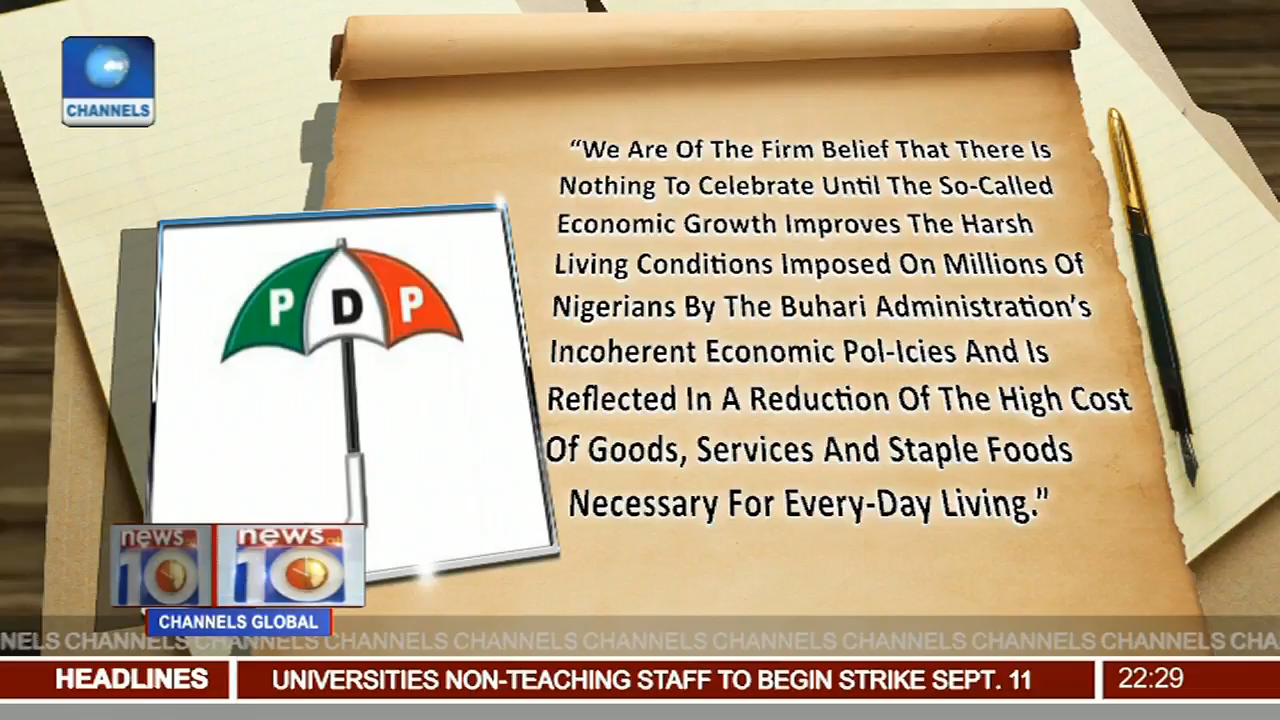 CHANNELS
“We Are Of The Firm Belief That There Is
Nothing To Celebrate Until The So-Called
Economic Growth Improves The Harsh
Living Conditions Imposed On Millions Of
Nigerians By The Buhari Administration’s
Incoherent Economic Pol-Icies And Is
Reflected In A Reduction Of The High Cost
Of Goods, Services And Staple Foods
Necessary For Every-Day Living."
P D P
news at 10 news at 10
CHANNELS GLOBAL
NELS CHANNELS CHANNELS CHANNELS CHANNELS CHANNELS CHANNELS CHANNELS CHANNELS CHANNELS CHA
HEADLINES UNIVERSITIES NON-TEACHING STAFF TO BEGIN STRIKE SEPT. 11 22:29